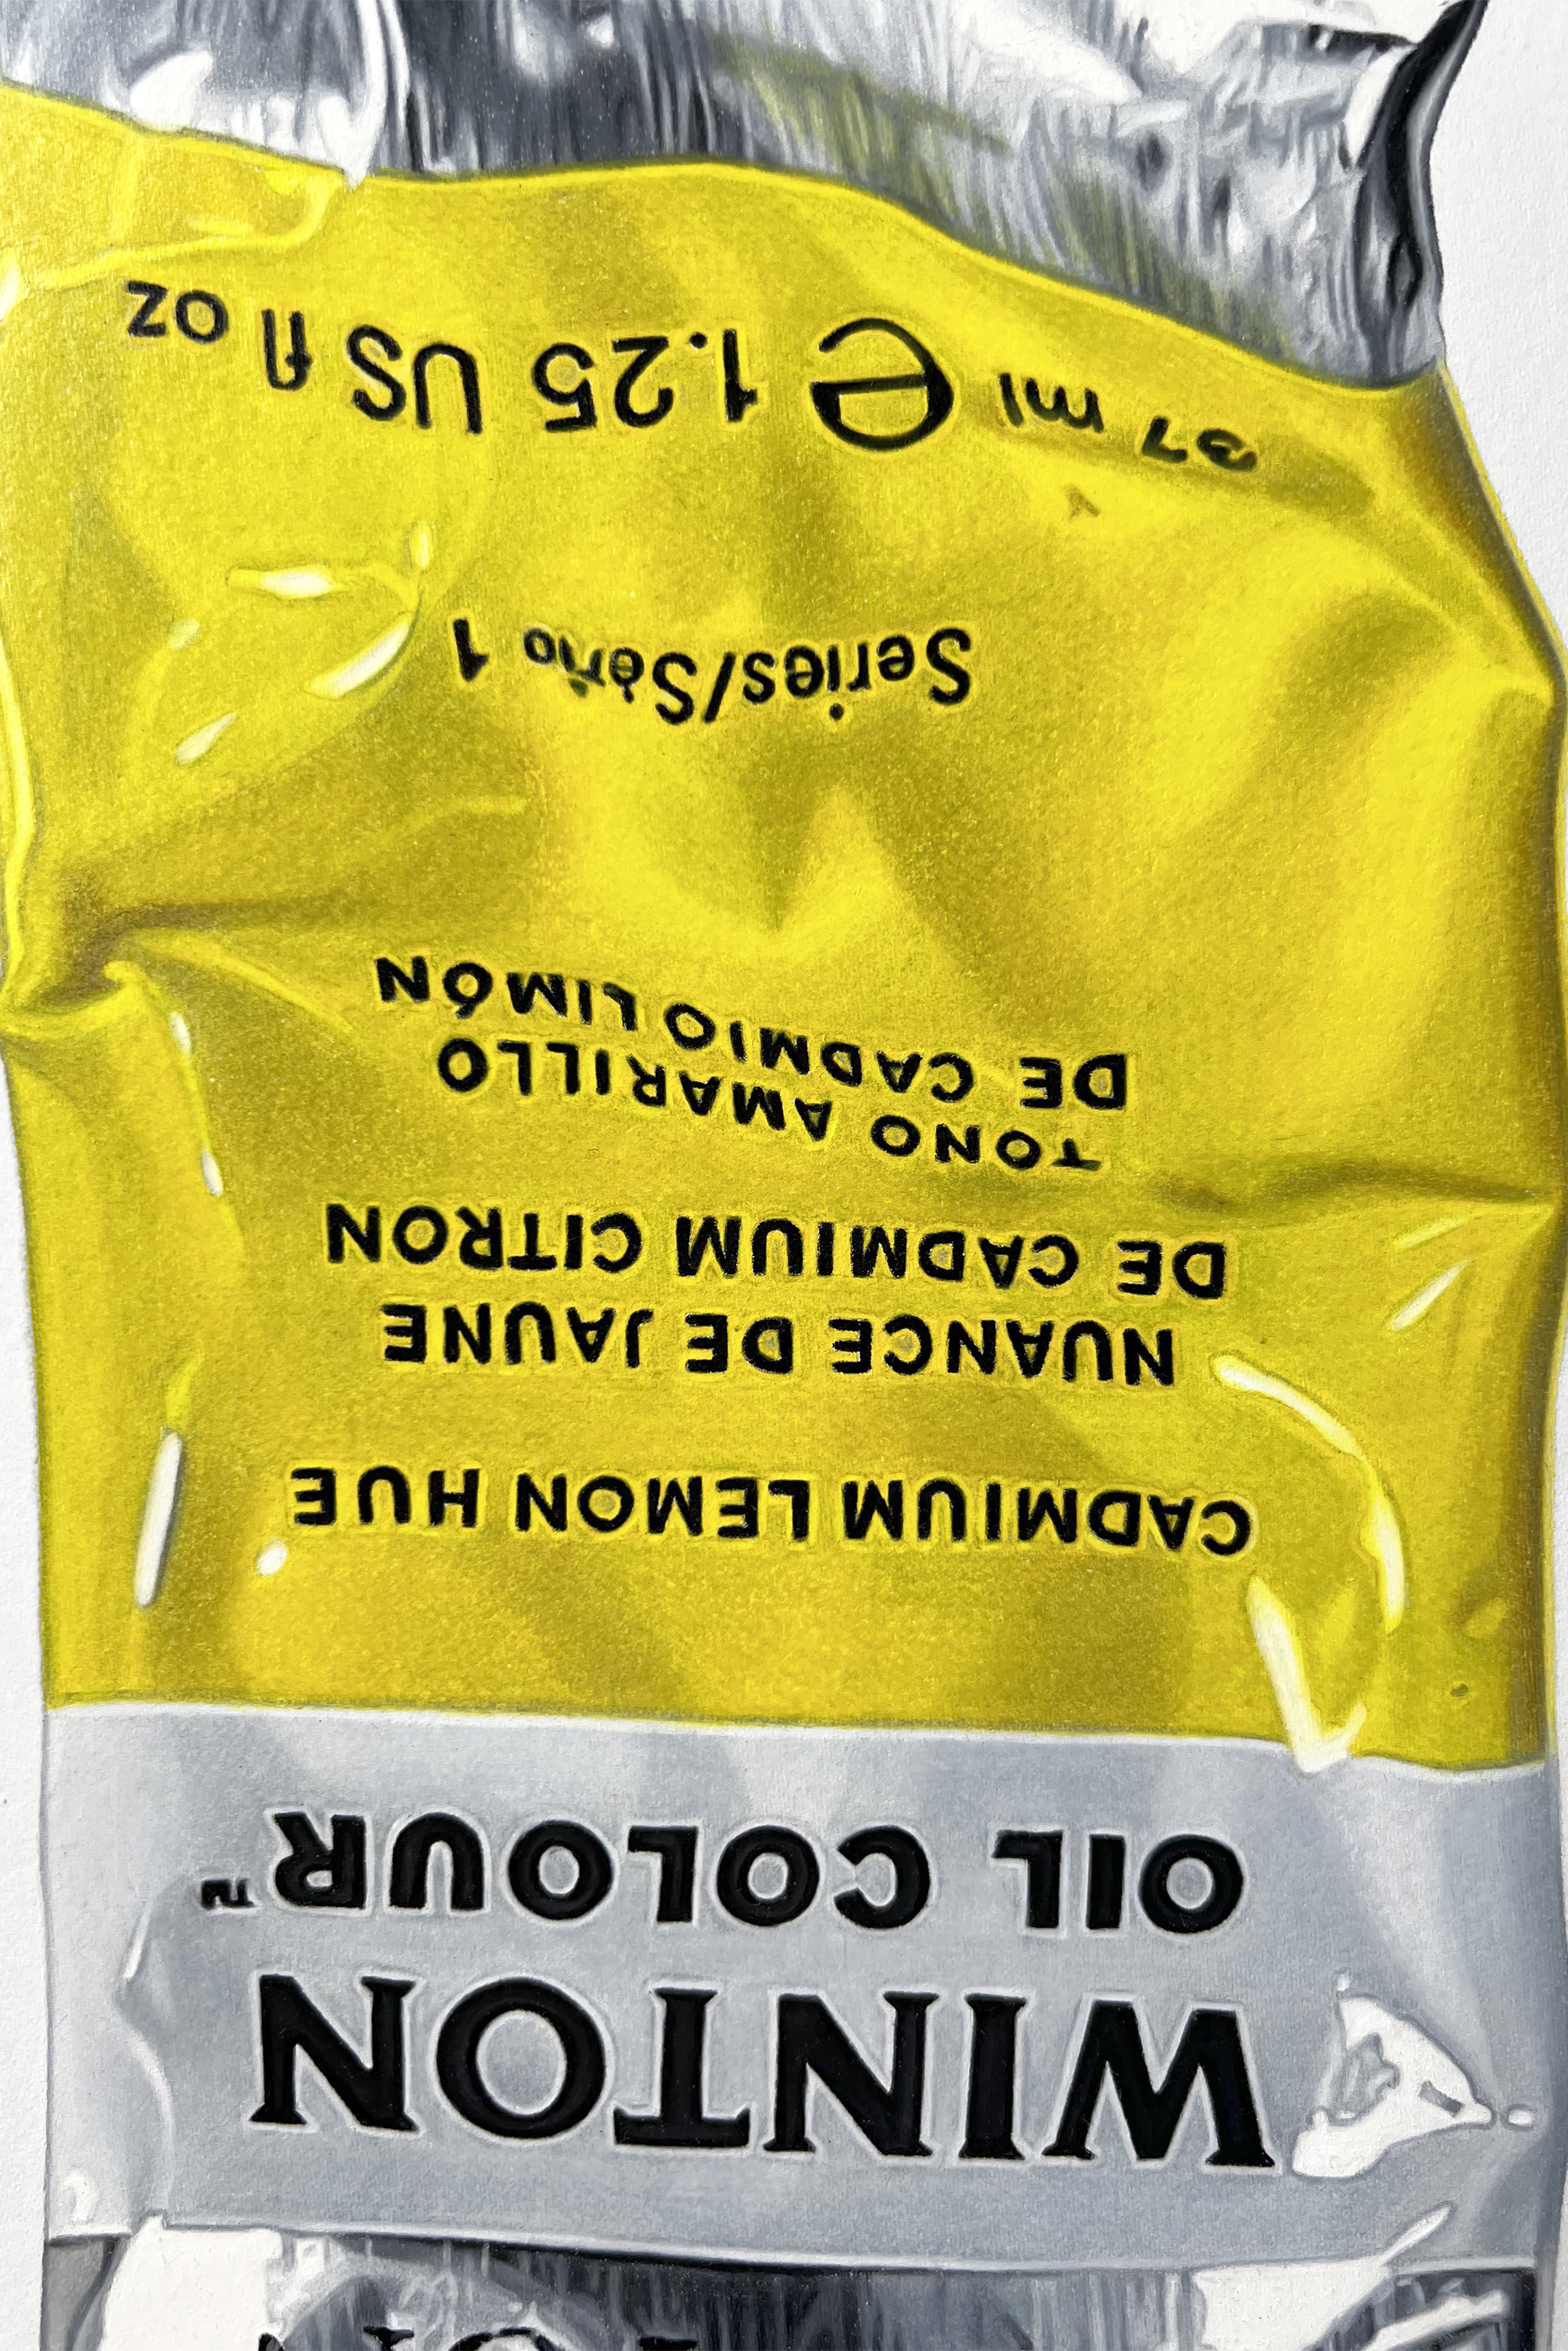 WINTON
OIL COLOUR™
CADMIUM LEMON HUE
NUANCE DE JAUNE
DE CADMIUM CITRON
TONO AMARILLO
DE CADMIO LIMÓN
Series/Série 1
37 ml e 1.25 US fl oz